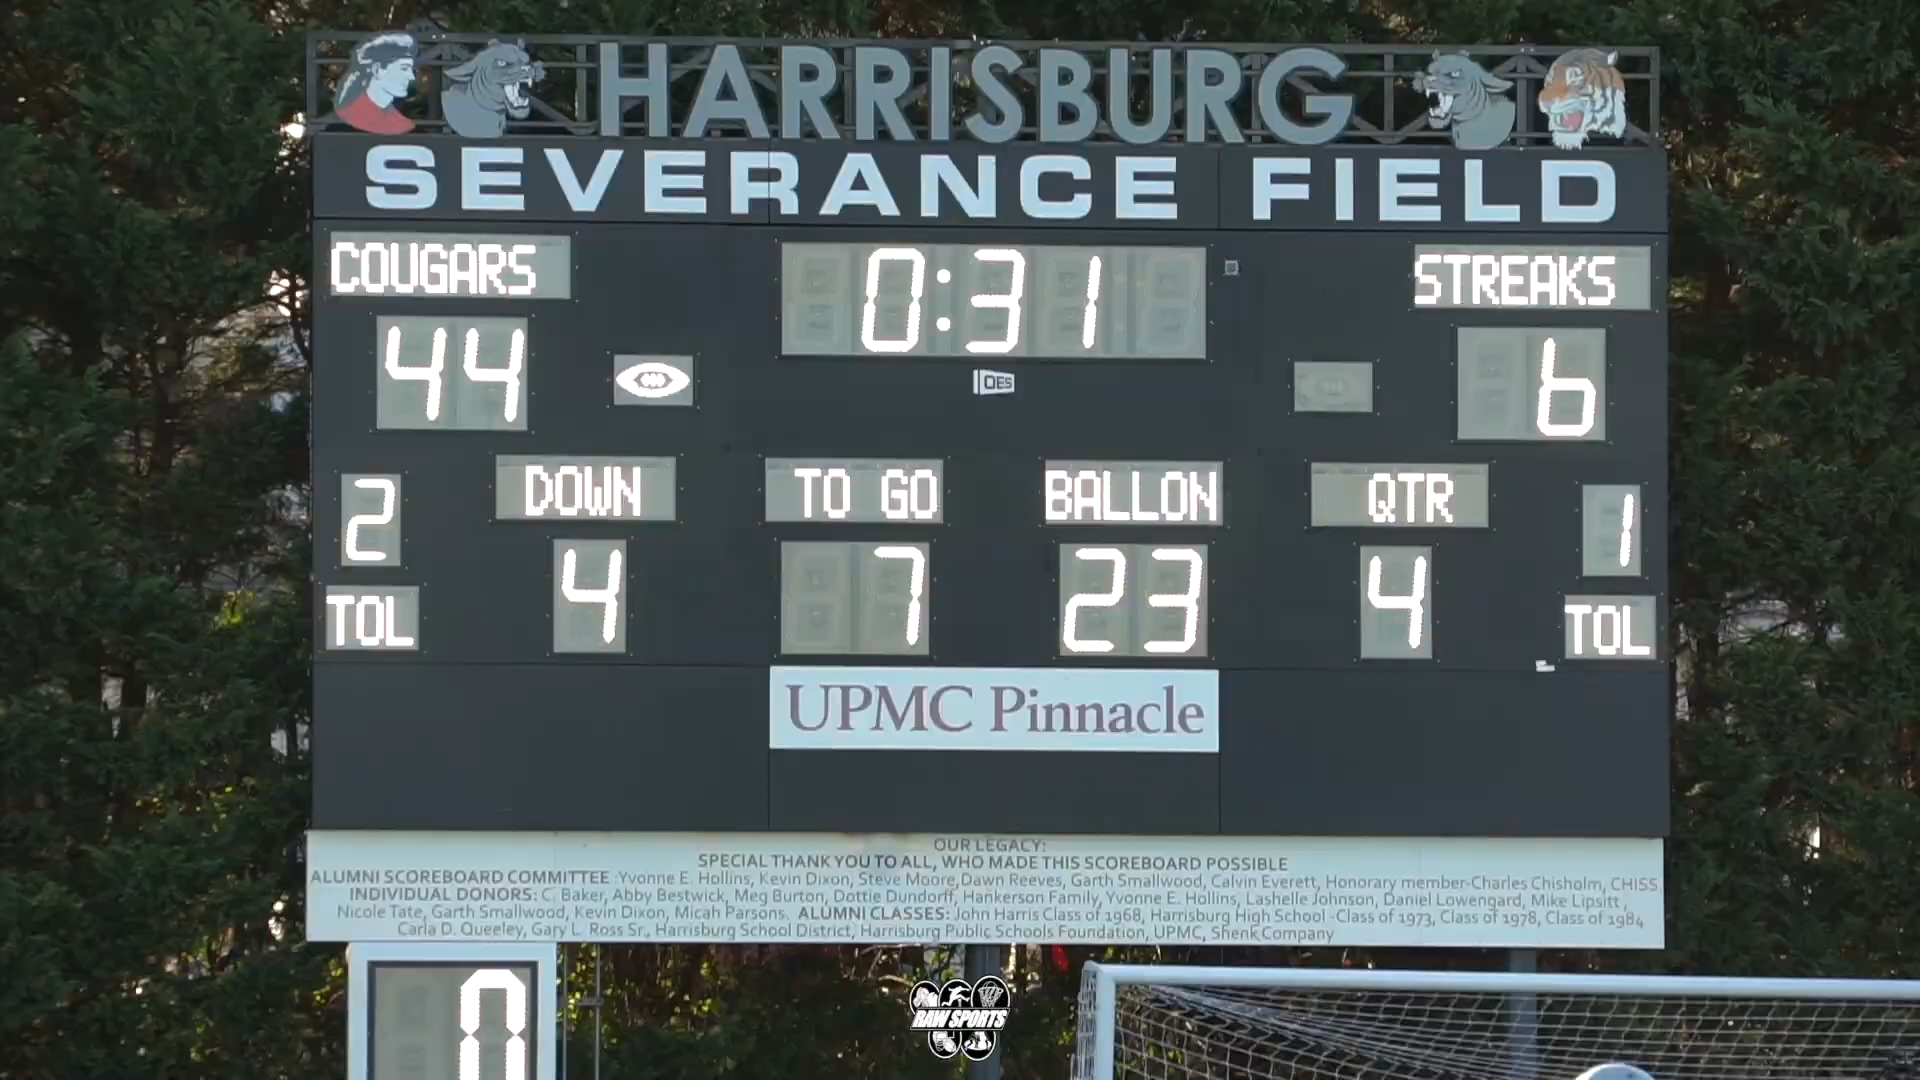 HARRISBURG
SEVERANCE FIELD
COUGARS 0:31 STREAKS
44 6
OES
2 DOWN TO GO BALLON QTR 1
TOL 4 7 23 4 TOL
UPMC Pinnacle
OUR LEGACY:
SPECIAL THANK YOU TO ALL, WHO MADE THIS SCOREBOARD POSSIBLE
ALUMNI SCOREBOARD COMMITTEE :Yvonne E. Hollins, Kevin Dixon, Steve Moore, Dawn Reeves, Garth Smallwood, Calvin Everett, Honorary member-Charles Chisholm, CHISS
INDIVIDUAL DONORS: C. Baker, Abby Bestwick, Meg Burton, Dottie Dundorff, Hankerson Family, Yvonne E. Hollins, Lashelle Johnson, Daniel Lowengard, Mike Lipsitt,
Nicole Tate, Garth Smallwood, Kevin Dixon, Micah Parsons. ALUMNI CLASSES: John Harris Class of 1968, Harrisburg High School -Class of 1973, Class of 1978, Class of 1984
Carla D. Queeley, Gary L. Ross Sr., Harrisburg School District, Harrisburg Public Schools Foundation, UPMC, Shenk Company
0
RAW SPORTS